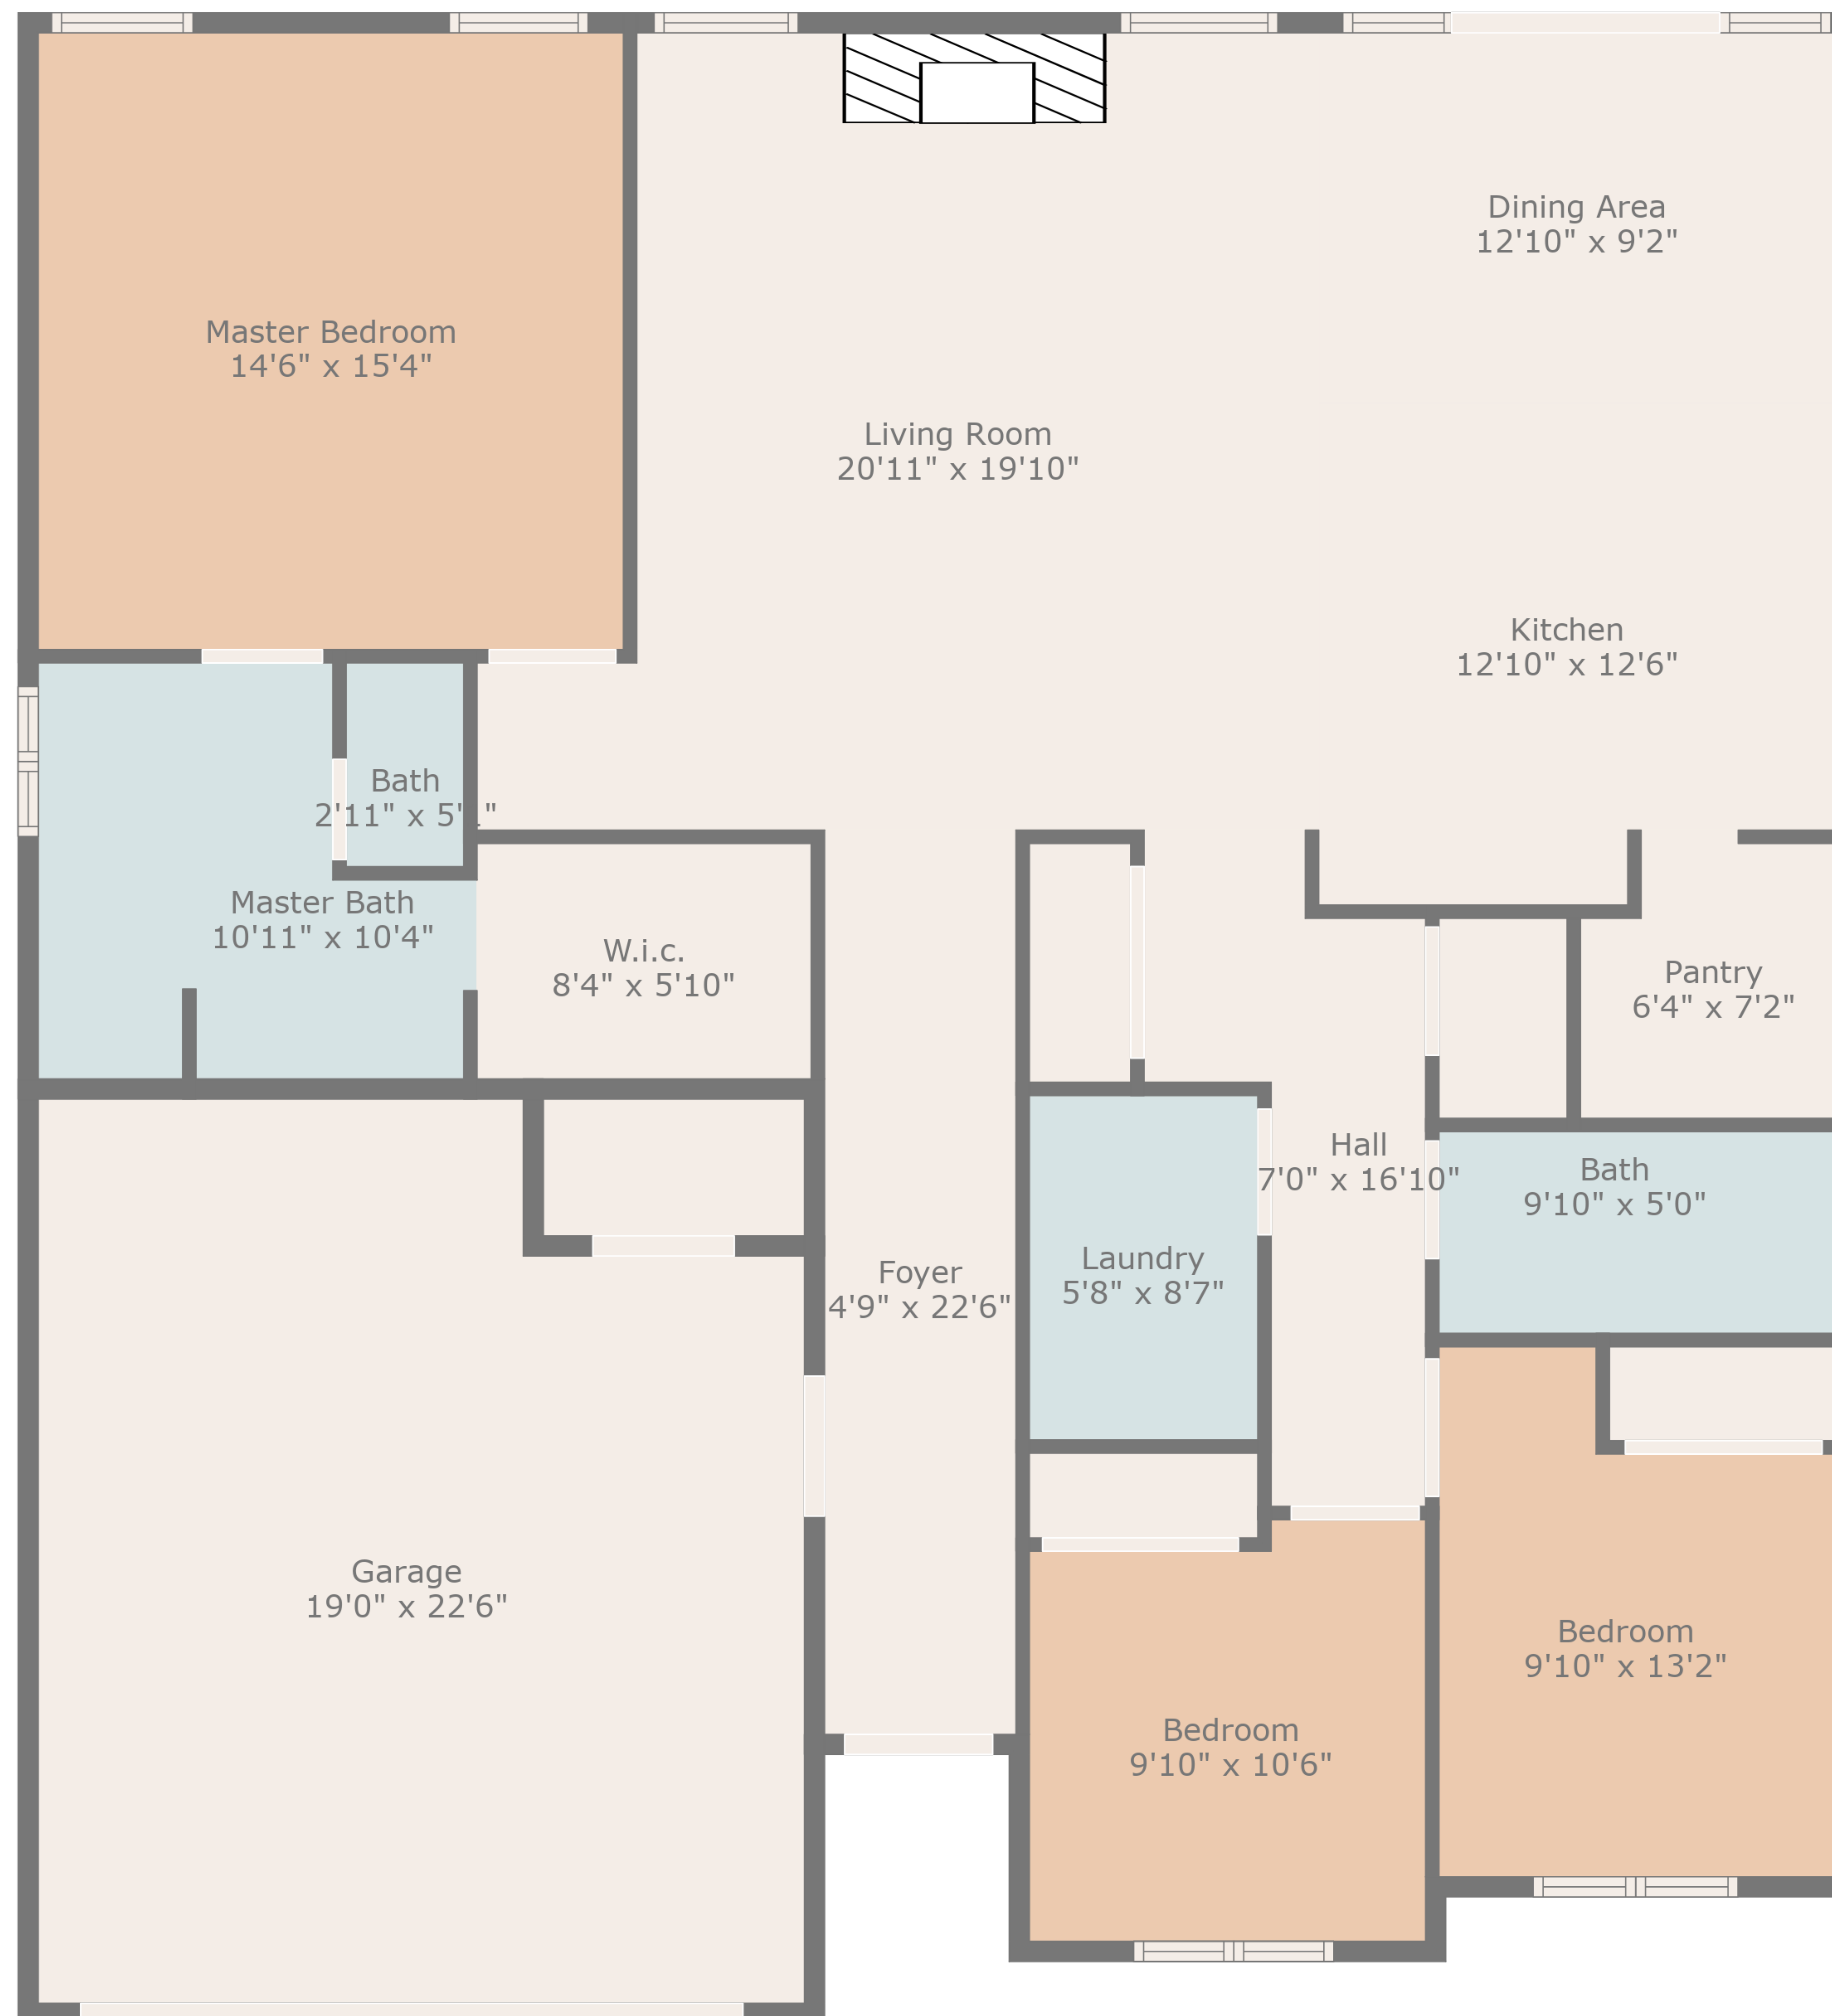 Dining Area
12'10" x 9'2"
Master Bedroom
14'6" x 15'4"
Living Room
20'11" x 19'10"
Kitchen
12'10" x 12'6"
Bath
2'11" x 5'
Master Bath
10'11" x 10'4"
W.i.c.
8'4" x 5'10"
Pantry
6'4" x 7'2"
Hall
7'0" x 16'10"
Bath
9'10" x 5'0"
Laundry
5'8" x 8'7"
Foyer
4'9" x 22'6"
Garage
19'0" x 22'6"
Bedroom
9'10" x 13'2"
Bedroom
9'10" x 10'6"